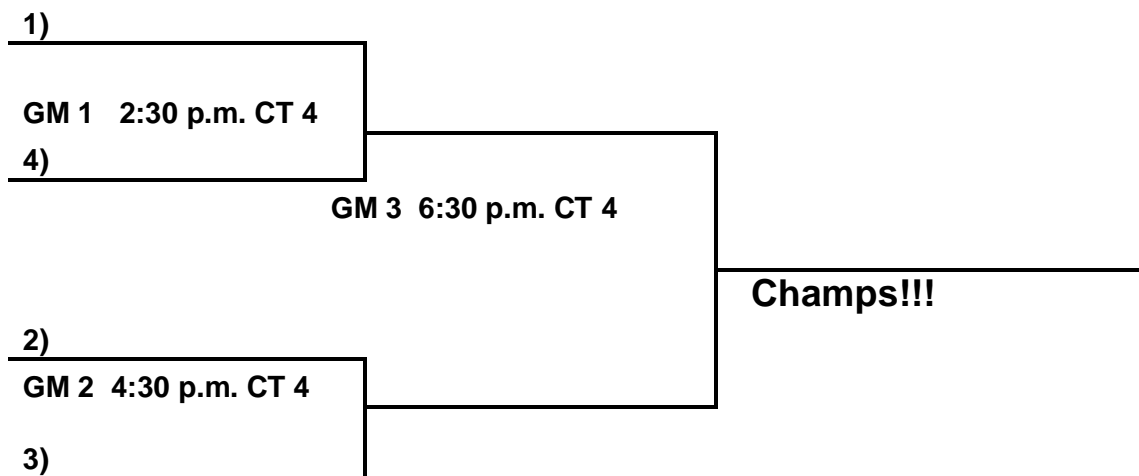 1)
GM 1 2:30 p.m. CT 4
4)
GM 3 6:30 p.m. CT 4
Champs!!!
2)
GM 2 4:30 p.m. CT 4
3)